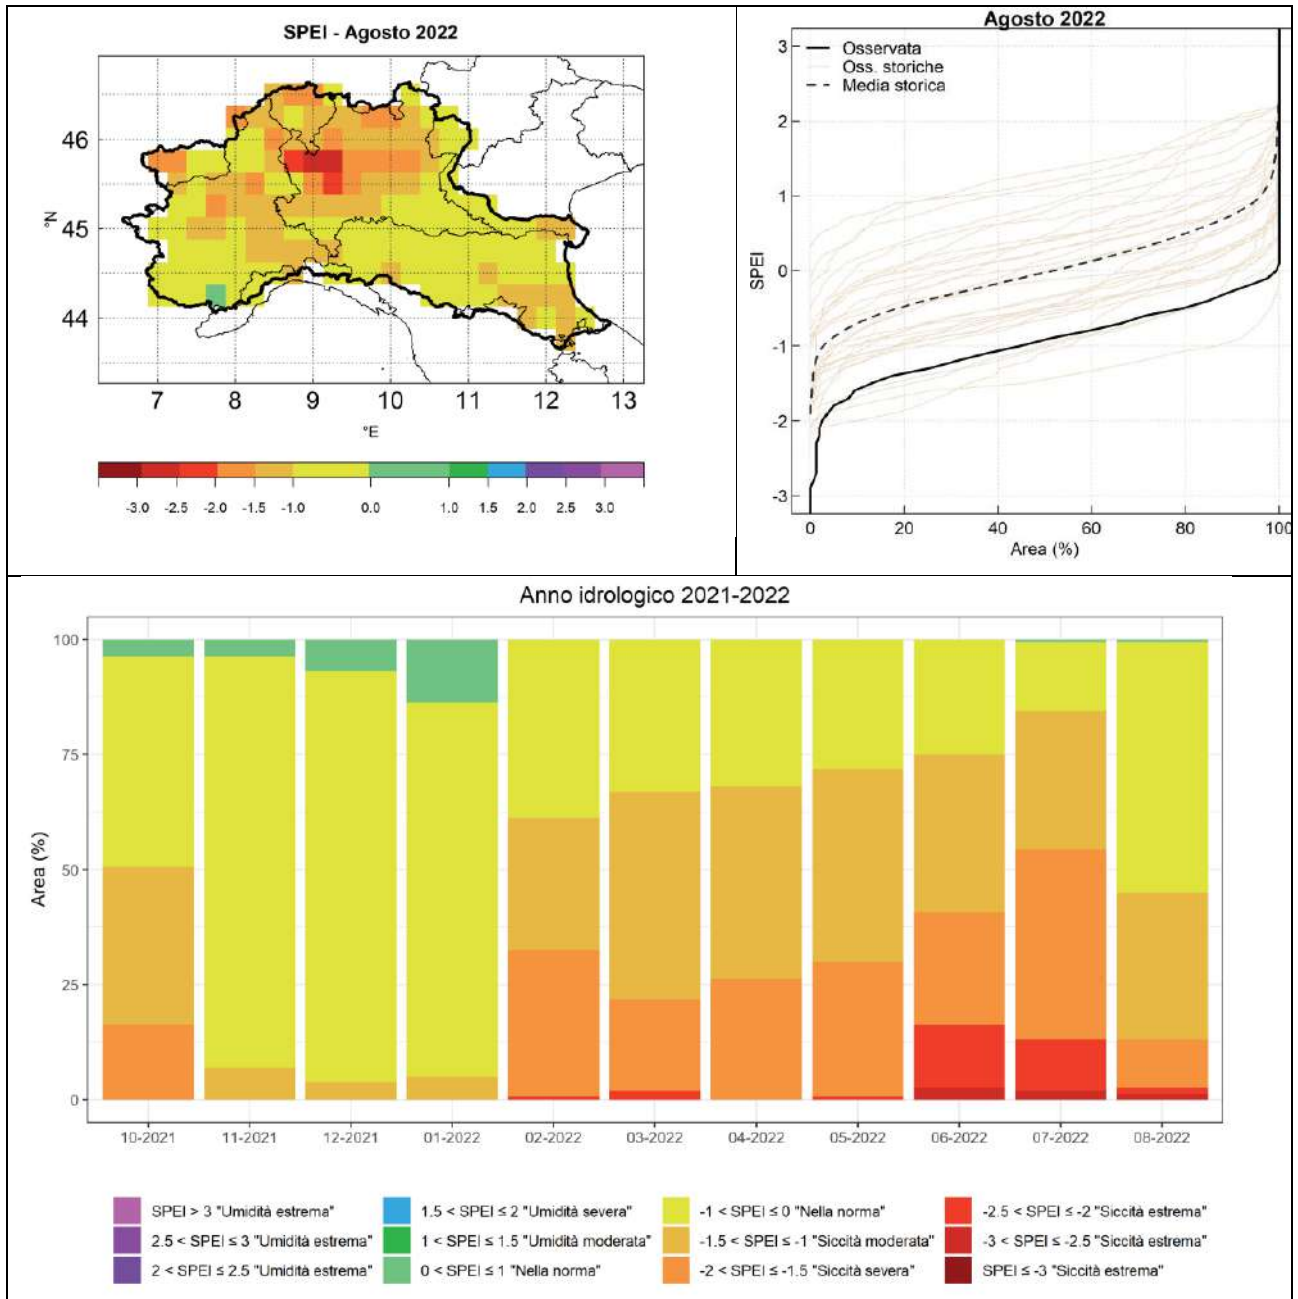 SPEI - Agosto 2022
46
45
44
°N
7 8 9 10 11 12 13
°E
-3.0 -2.5 -2.0 -1.5 -1.0 0.0 1.0 1.5 2.0 2.5 3.0
Agosto 2022
Osservata
Oss. storiche
Media storica
3
2
1
0
-1
-2
-3
SPEI
0 20 40 60 80 100
Area (%)
Anno idrologico 2021-2022
100
75
50
25
0
Area (%)
10-2021 11-2021 12-2021 01-2022 02-2022 03-2022 04-2022 05-2022 06-2022 07-2022 08-2022
SPEI > 3 "Umidità estrema" 1.5 < SPEI ≤ 2 "Umidità severa" -1 < SPEI ≤ 0 "Nella norma" -2.5 < SPEI ≤ -2 "Siccità estrema"
2.5 < SPEI ≤ 3 "Umidità estrema" 1 < SPEI ≤ 1.5 "Umidità moderata" -1.5 < SPEI ≤ -1 "Siccità moderata" -3 < SPEI ≤ -2.5 "Siccità estrema"
2 < SPEI ≤ 2.5 "Umidità estrema" 0 < SPEI ≤ 1 "Nella norma" -2 < SPEI ≤ -1.5 "Siccità severa" SPEI ≤ -3 "Siccità estrema"